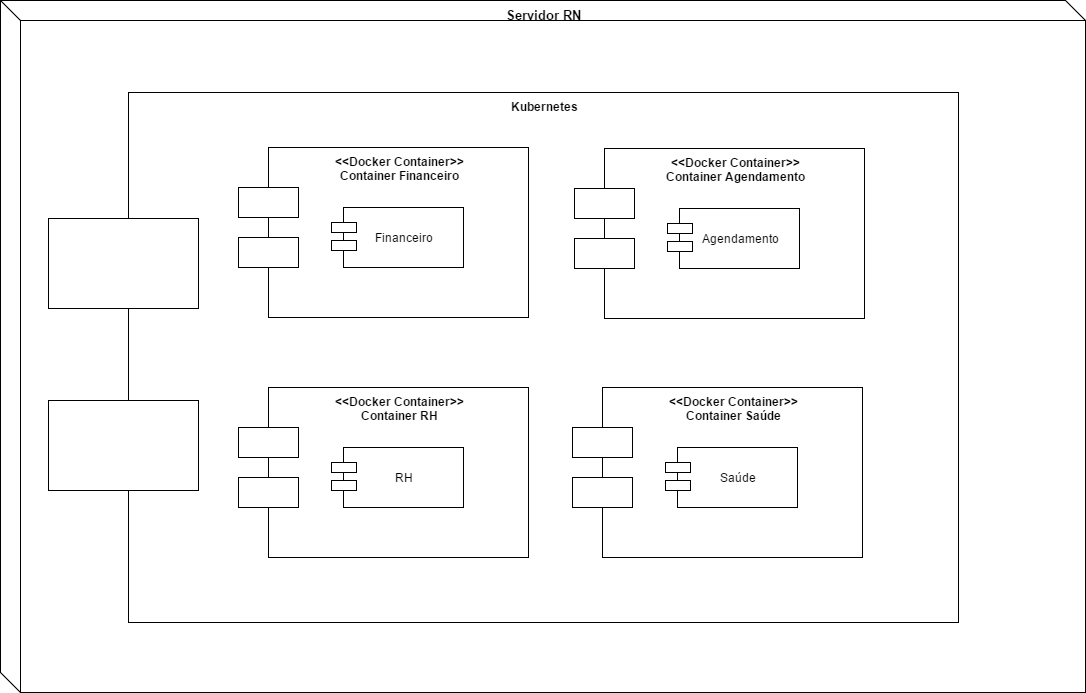 Servidor RN
Kubernetes
<<Docker Container>>
Container Financeiro
Financeiro
<<Docker Container>>
Container Agendamento
Agendamento
<<Docker Container>>
Container RH
RH
<<Docker Container>>
Container Saúde
Saúde